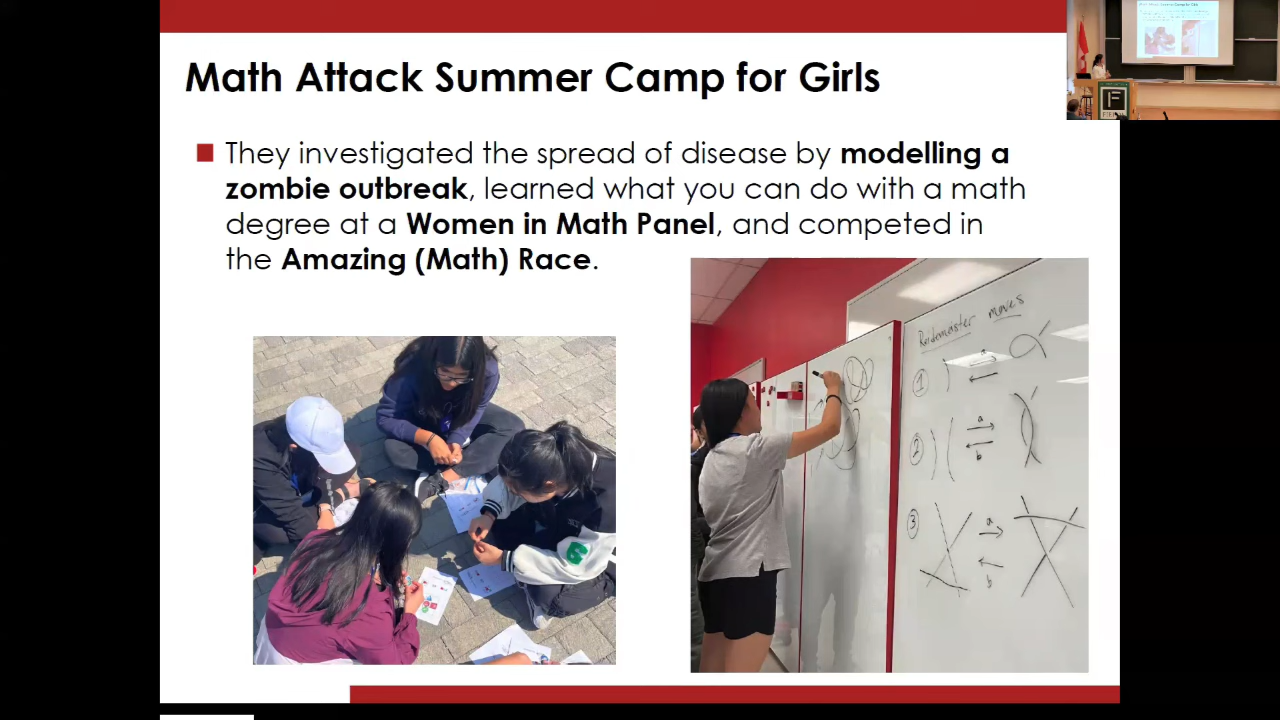 Math Attack Summer Camp for Girls
They investigated the spread of disease by modelling a
zombie outbreak, learned what you can do with a math
degree at a Women in Math Panel, and competed in
the Amazing (Math) Race.
Reidemaster moves
1
a
2
a
b
3
a
b